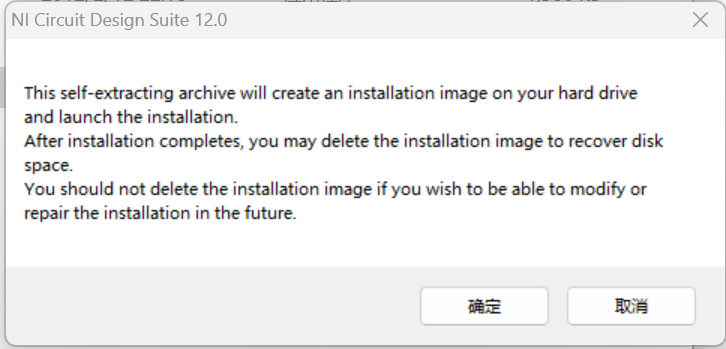 NI Circuit Design Suite 12.0
This self-extracting archive will create an installation image on your hard drive
and launch the installation.
After installation completes, you may delete the installation image to recover disk
space.
You should not delete the installation image if you wish to be able to modify or
repair the installation in the future.
确定
取消